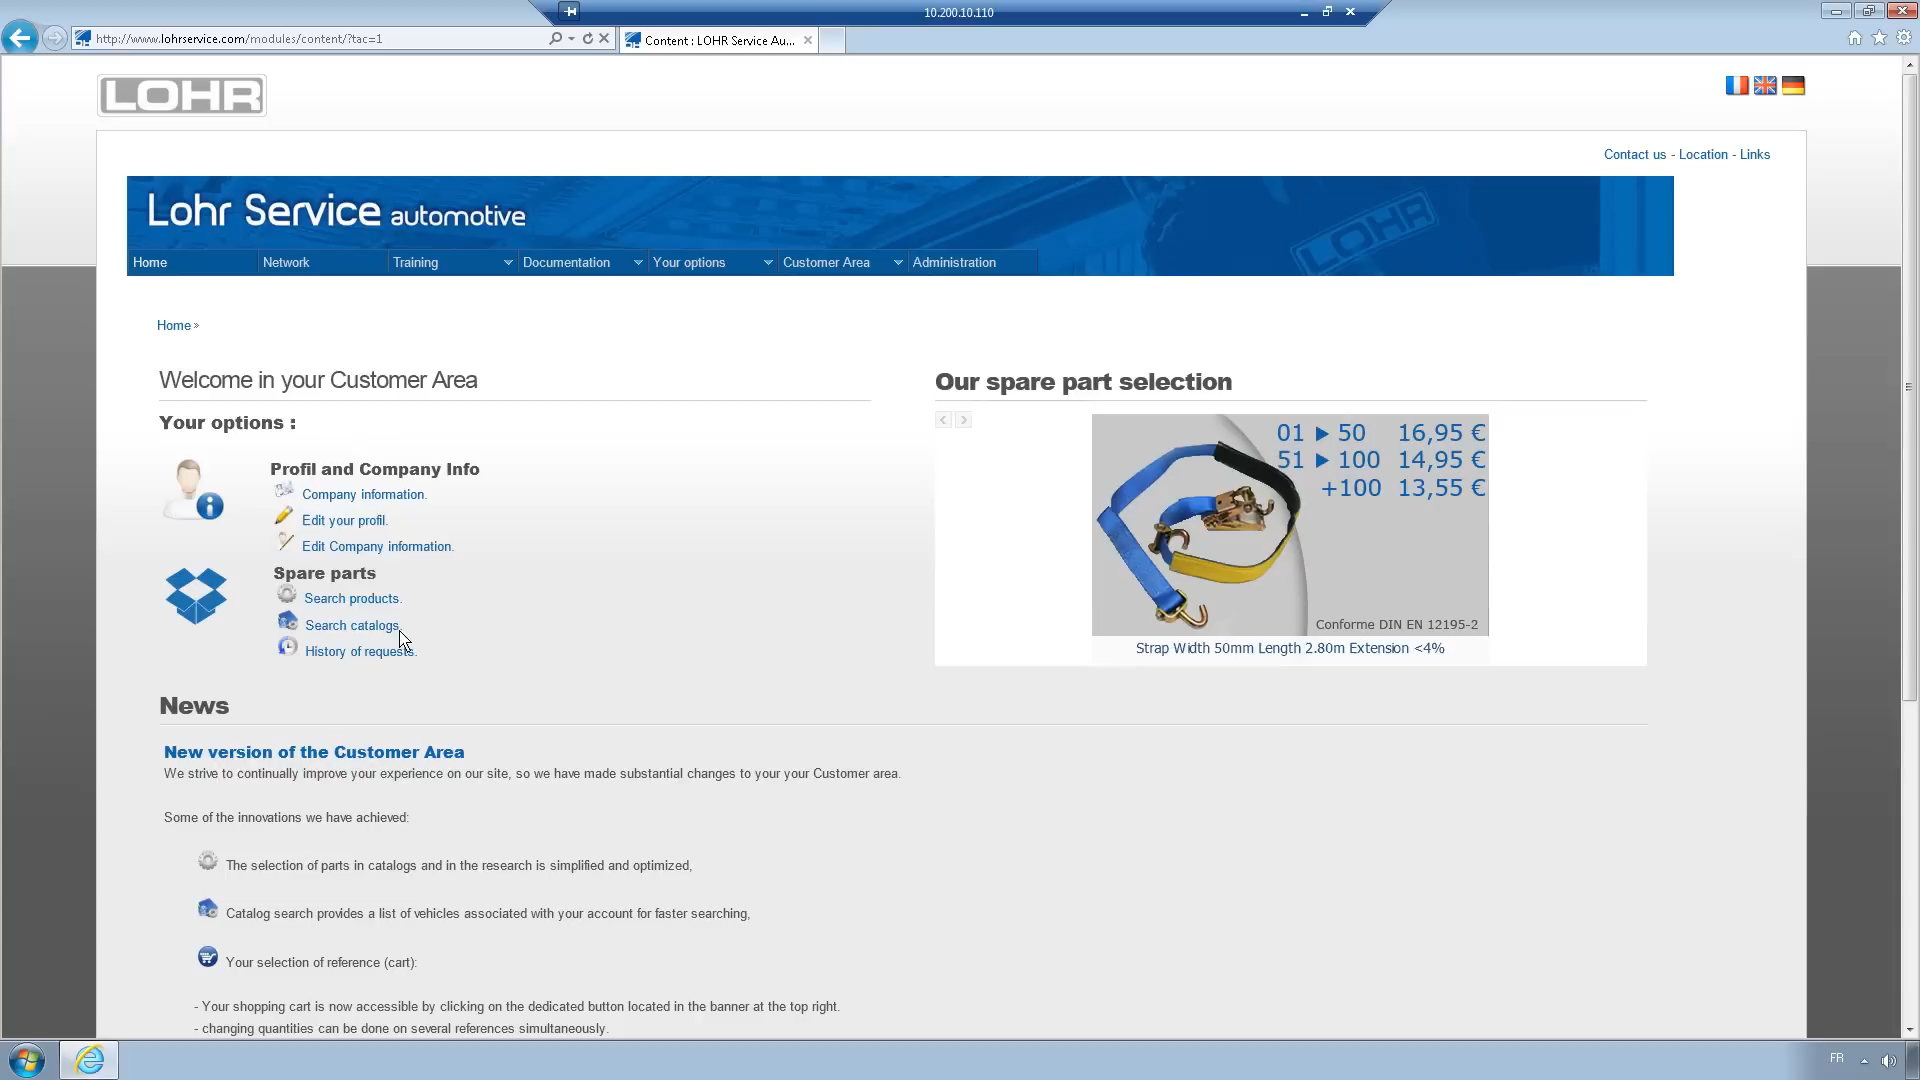 10.200.10.110
http://www.lohrservice.com/modules/content/?tac=1
Content : LOHR Service Au...
LOHR
Contact us - Location - Links
Lohr Service automotive
LOHR
Home Network Training Documentation Your options Customer Area Administration
Home »
Welcome in your Customer Area
Our spare part selection
Your options :
01 ▶ 50 16,95 €
51 ▶ 100 14,95 €
+100 13,55 €
Conforme DIN EN 12195-2
Strap Width 50mm Length 2.80m Extension <4%
Profil and Company Info
Company information.
Edit your profil.
Edit Company information.
Spare parts
Search products.
Search catalogs.
History of requests.
News
New version of the Customer Area
We strive to continually improve your experience on our site, so we have made substantial changes to your your Customer area.
Some of the innovations we have achieved:
The selection of parts in catalogs and in the research is simplified and optimized,
Catalog search provides a list of vehicles associated with your account for faster searching,
Your selection of reference (cart):
- Your shopping cart is now accessible by clicking on the dedicated button located in the banner at the top right.
- changing quantities can be done on several references simultaneously.
FR